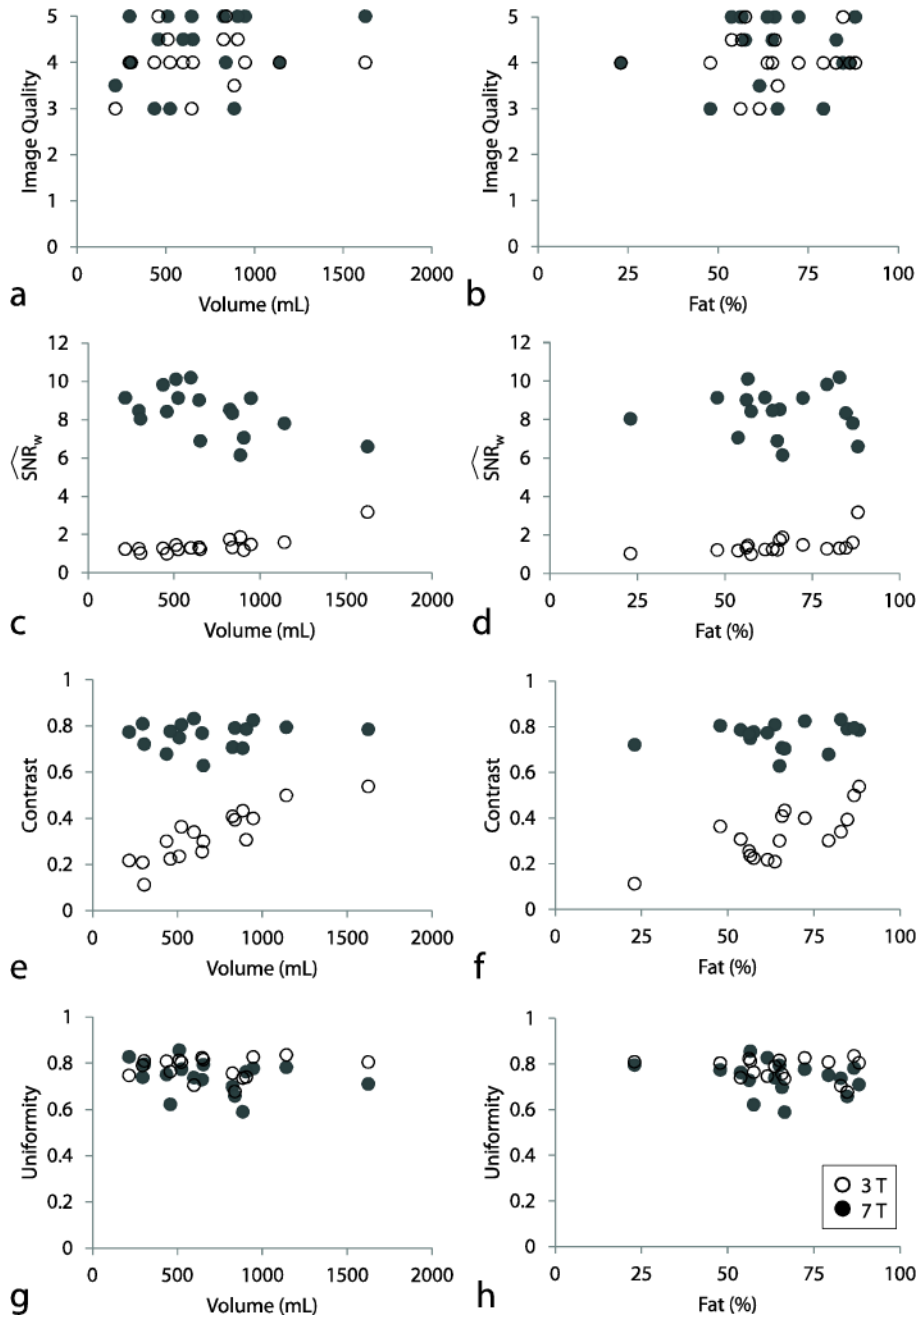 5
4
3
2
1
0
Image Quality
0 500 1000 1500 2000
Volume (mL)
a
5
4
3
2
1
0
Image Quality
0 25 50 75 100
Fat (%)
b
12
10
8
6
4
2
0
SNRw
0 500 1000 1500 2000
Volume (mL)
c
12
10
8
6
4
2
0
SNRw
0 25 50 75 100
Fat (%)
d
1
0.8
0.6
0.4
0.2
0
Contrast
0 500 1000 1500 2000
Volume (mL)
e
1
0.8
0.6
0.4
0.2
0
Contrast
0 25 50 75 100
Fat (%)
f
1
0.8
0.6
0.4
0.2
0
Uniformity
0 500 1000 1500 2000
Volume (mL)
g
1
0.8
0.6
0.4
0.2
0
Uniformity
3 T
7 T
0 25 50 75 100
Fat (%)
h